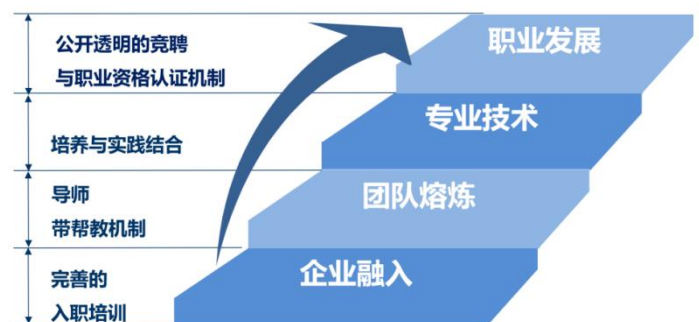 公开透明的竞聘
与职业资格认证机制
职业发展
培养与实践结合
专业技术
导师
带帮教机制
团队熔炼
完善的
入职培训
企业融入